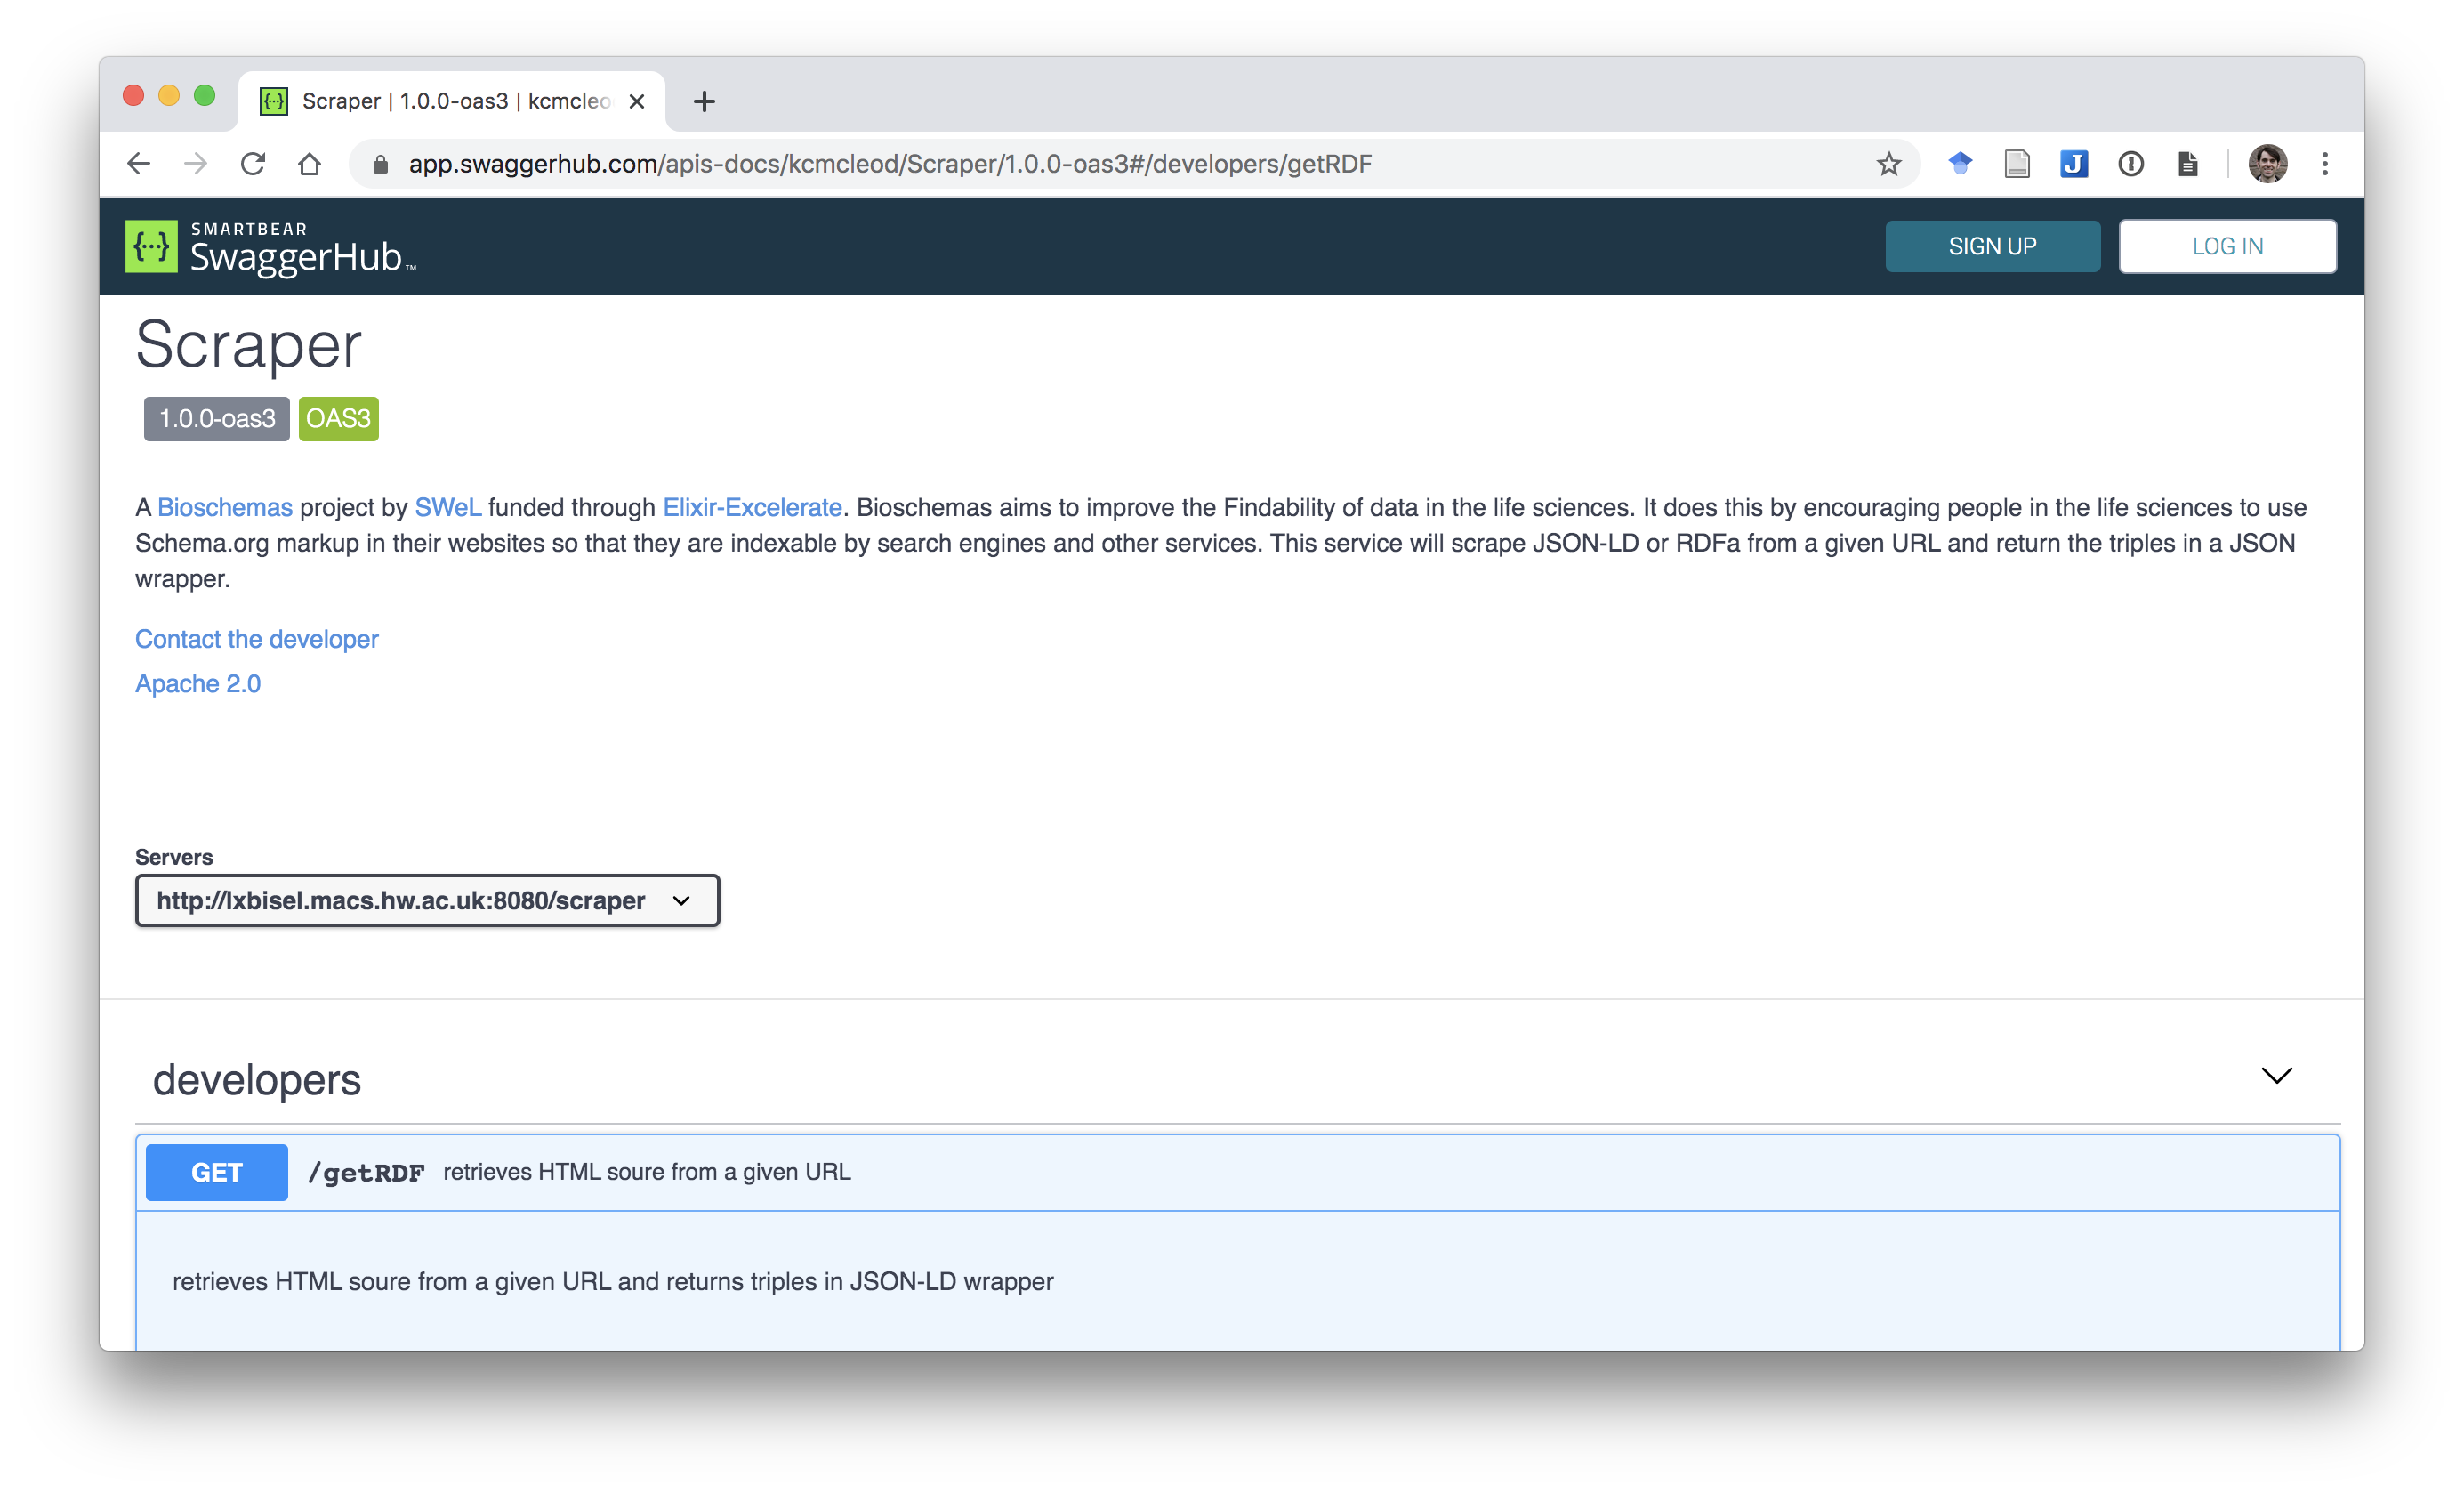 Scraper | 1.0.0-oas3 | kcmcleo
app.swaggerhub.com/apis-docs/kcmcleod/Scraper/1.0.0-oas3#/developers/getRDF
J
SMARTBEAR
{···} SwaggerHub™
SIGN UP
LOG IN
Scraper
1.0.0-oas3 OAS3
A Bioschemas project by SWeL funded through Elixir-Excelerate. Bioschemas aims to improve the Findability of data in the life sciences. It does this by encouraging people in the life sciences to use
Schema.org markup in their websites so that they are indexable by search engines and other services. This service will scrape JSON-LD or RDFa from a given URL and return the triples in a JSON
wrapper.
Contact the developer
Apache 2.0
Servers
http://lxbisel.macs.hw.ac.uk:8080/scraper
developers
GET /getRDF retrieves HTML soure from a given URL
retrieves HTML soure from a given URL and returns triples in JSON-LD wrapper